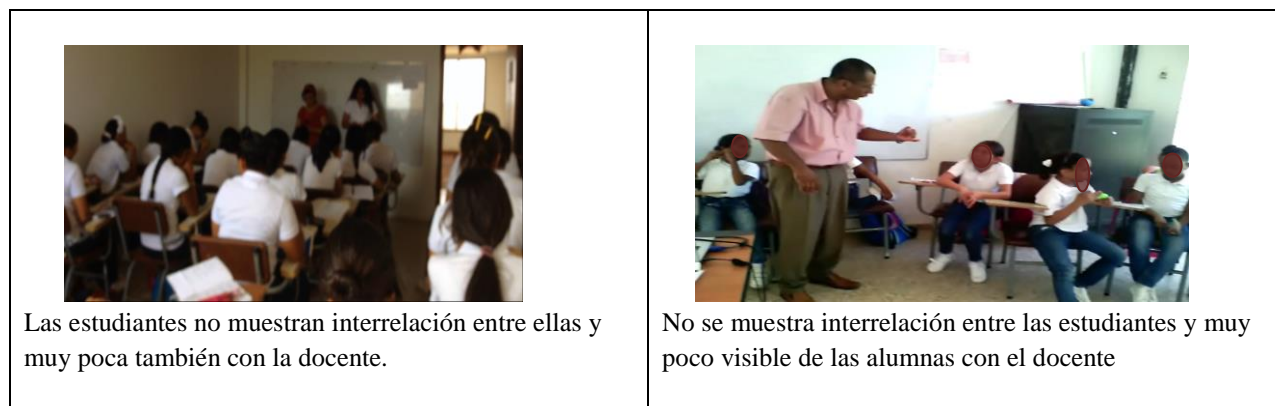 Las estudiantes no muestran interrelación entre ellas y
muy poca también con la docente.
No se muestra interrelación entre las estudiantes y muy
poco visible de las alumnas con el docente